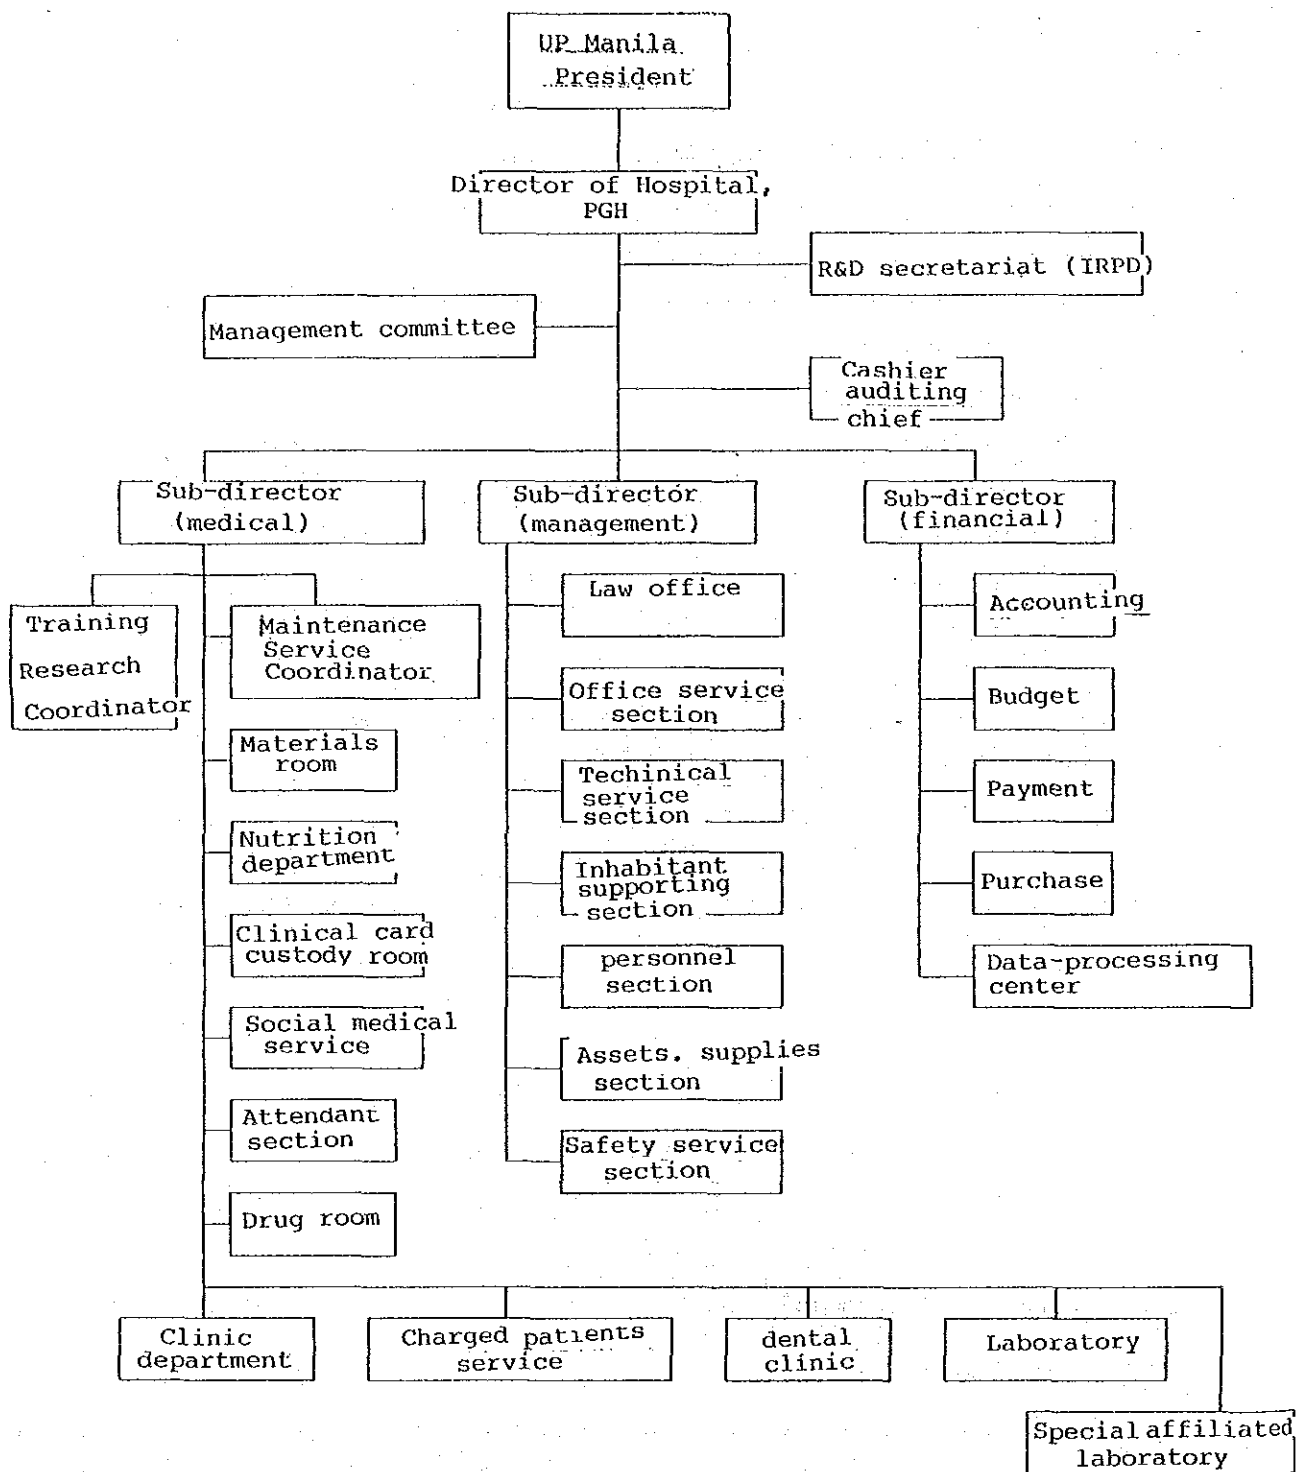 UP Manila
President
Director of Hospital,
PGH
R&D secretariat (IRPD)
Management committee
Cashier
auditing
chief
Sub-director
(medical)
Sub-director
(management)
Sub-director
(financial)
Training
Research
Coordinator
Maintenance
Service
Coordinator
Materials
room
Nutrition
department
Clinical card
custody room
Social medical
service
Attendant
section
Drug room
Law office
Office service
section
Techinical
service
section
Inhabitant
supporting
section
personnel
section
Assets. supplies
section
Safety service
section
Accounting
Budget
Payment
Purchase
Data-processing
center
Clinic
department
Charged patients
service
dental
clinic
Laboratory
Special affiliated
laboratory